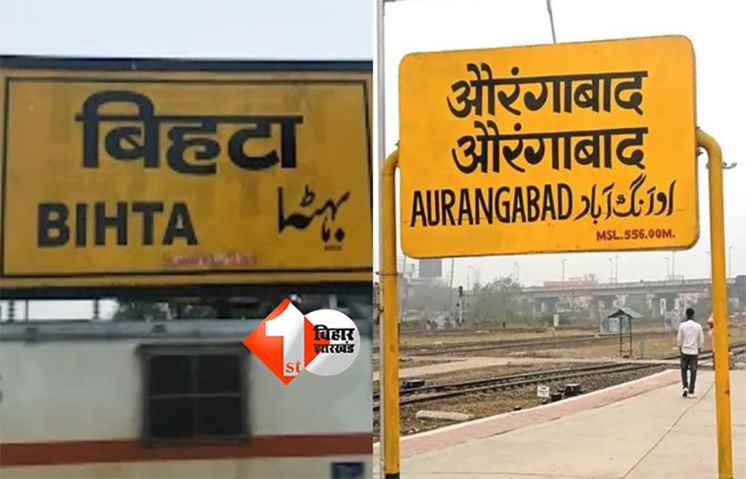 बिहटा
BIHTA بہٹا
1st
बिहार
झारखंड
औरंगाबाद
औरंगाबाद
AURANGABAD اورنگ آباد
MSL.556.00M.